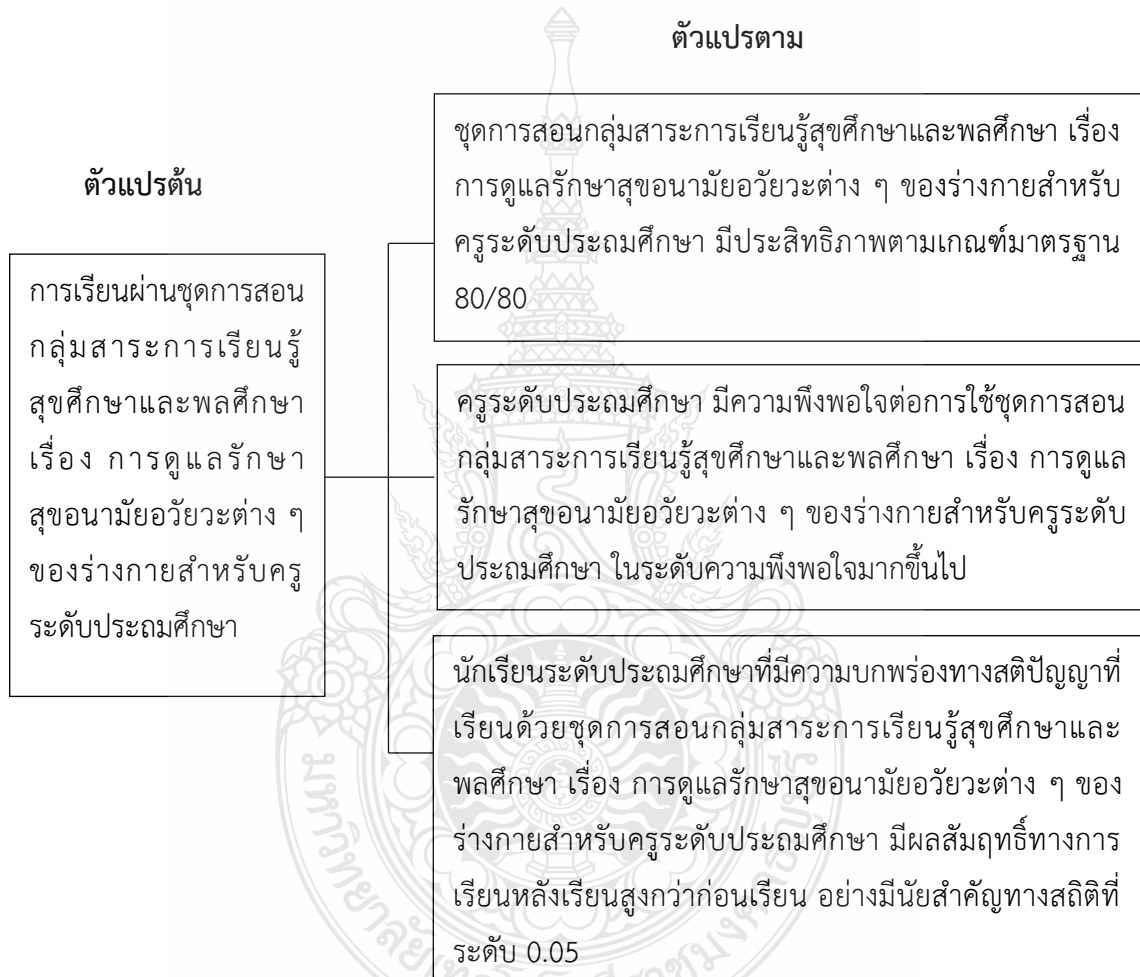 ตัวแปรตาม
ตัวแปรต้น
การเรียนผ่านชุดการสอน
กลุ่มสาระการเรียนรู้
สุขศึกษาและพลศึกษา
เรื่อง การดูแลรักษา
สุขอนามัยอวัยวะต่าง ๆ
ของร่างกายสำหรับครู
ระดับประถมศึกษา
ชุดการสอนกลุ่มสาระการเรียนรู้สุขศึกษาและพลศึกษา เรื่อง
การดูแลรักษาสุขอนามัยอวัยวะต่าง ๆ ของร่างกายสำหรับ
ครูระดับประถมศึกษา มีประสิทธิภาพตามเกณฑ์มาตรฐาน
80/80
ครูระดับประถมศึกษา มีความพึงพอใจต่อการใช้ชุดการสอน
กลุ่มสาระการเรียนรู้สุขศึกษาและพลศึกษา เรื่อง การดูแล
รักษาสุขอนามัยอวัยวะต่าง ๆ ของร่างกายสำหรับครูระดับ
ประถมศึกษา ในระดับความพึงพอใจมากขึ้นไป
นักเรียนระดับประถมศึกษาที่มีความบกพร่องทางสติปัญญาที่
เรียนด้วยชุดการสอนกลุ่มสาระการเรียนรู้สุขศึกษาและ
พลศึกษา เรื่อง การดูแลรักษาสุขอนามัยอวัยวะต่าง ๆ ของ
ร่างกายสำหรับครูระดับประถมศึกษา มีผลสัมฤทธิ์ทางการ
เรียนหลังเรียนสูงกว่าก่อนเรียน อย่างมีนัยสำคัญทางสถิติที่
ระดับ 0.05